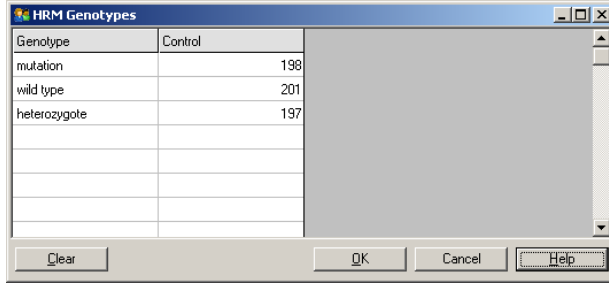 HRM Genotypes
Genotype Control
mutation 198
wild type 201
heterozygote 197
Clear OK Cancel Help